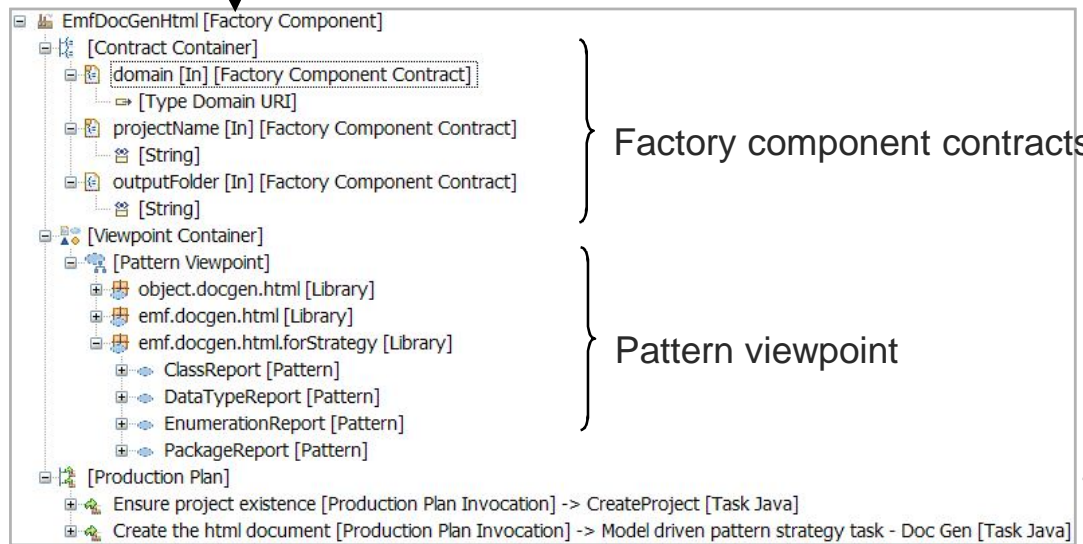 EmfDocGenHtml [Factory Component]
[Contract Container]
domain [In] [Factory Component Contract]
[Type Domain URI]
projectName [In] [Factory Component Contract]
[String]
outputFolder [In] [Factory Component Contract]
[String]
Factory component contracts
[Viewpoint Container]
[Pattern Viewpoint]
object.docgen.html [Library]
emf.docgen.html [Library]
emf.docgen.html.forStrategy [Library]
ClassReport [Pattern]
DataTypeReport [Pattern]
EnumerationReport [Pattern]
PackageReport [Pattern]
Pattern viewpoint
[Production Plan]
Ensure project existence [Production Plan Invocation] -> CreateProject [Task Java]
Create the html document [Production Plan Invocation] -> Model driven pattern strategy task - Doc Gen [Task Java]